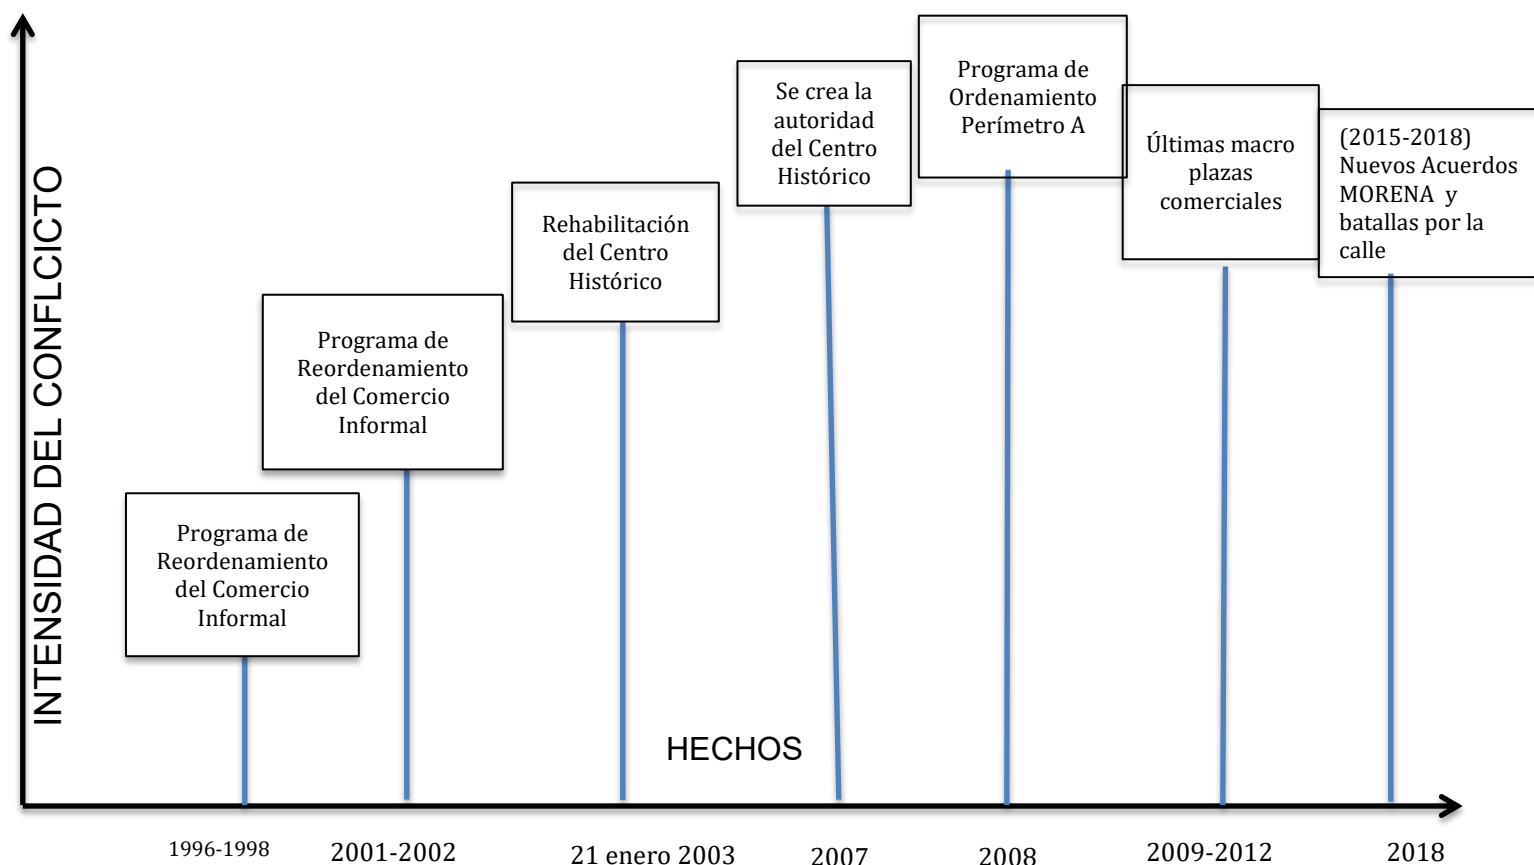 INTENSIDAD DEL CONFLCICTO
Programa de
Reordenamiento
del Comercio
Informal
Programa de
Reordenamiento
del Comercio
Informal
Rehabilitación
del Centro
Histórico
Se crea la
autoridad
del Centro
Histórico
Programa de
Ordenamiento
Perímetro A
Últimas macro
plazas
comerciales
(2015-2018)
Nuevos Acuerdos
MORENA y
batallas por la
calle
HECHOS
1996-1998
2001-2002
21 enero 2003
2007
2008
2009-2012
2018